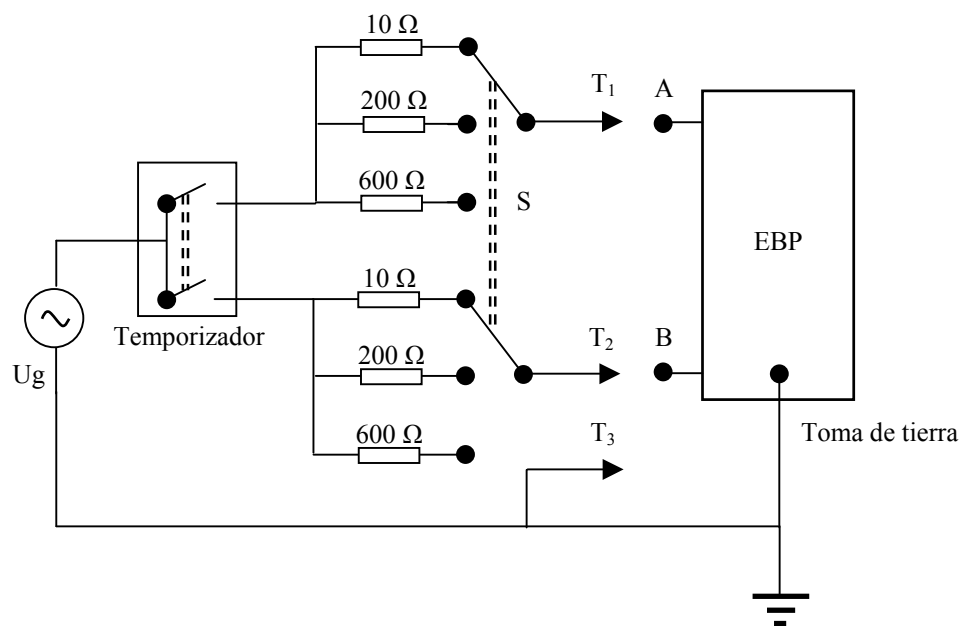 10 Ω
200 Ω
600 Ω
T₁
A
S
EBP
Temporizador
Ug
10 Ω
200 Ω
600 Ω
T₂
B
T₃
Toma de tierra